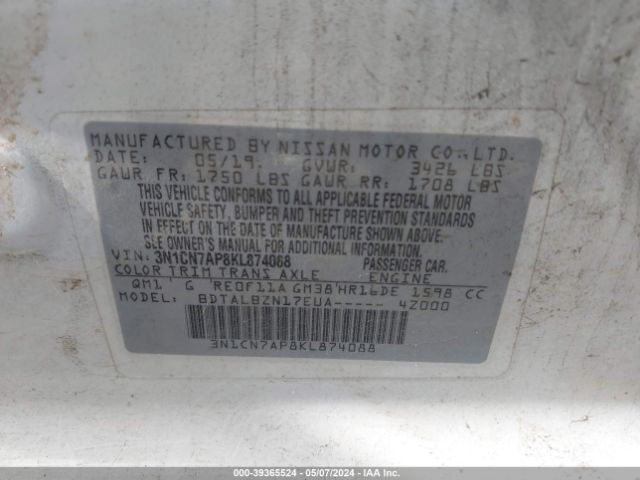 MANUFACTURED BY NISSAN MOTOR CO., LTD.
DATE: 05/19. GVWR: 3426 LBS
GAWR FR: 1750 LBS GAWR RR: 1708 LBS
THIS VEHICLE CONFORMS TO ALL APPLICABLE FEDERAL MOTOR
VEHICLE SAFETY, BUMPER AND THEFT PREVENTION STANDARDS
IN EFFECT ON THE DATE OF MANUFACTURE SHOWN ABOVE.
SEE OWNER'S MANUAL FOR ADDITIONAL INFORMATION.
VIN: 3N1CN7AP8KL874088 PASSENGER CAR.
COLOR TRIM TRANS AXLE ENGINE
QM1 G RE0F11A GM38 HR16DE 1598 CC
MODEL: BDTALBZN17EUA----- 4Z000
3N1CN7AP8KL874088
000-39365524 - 05/07/2024 - IAA Inc.